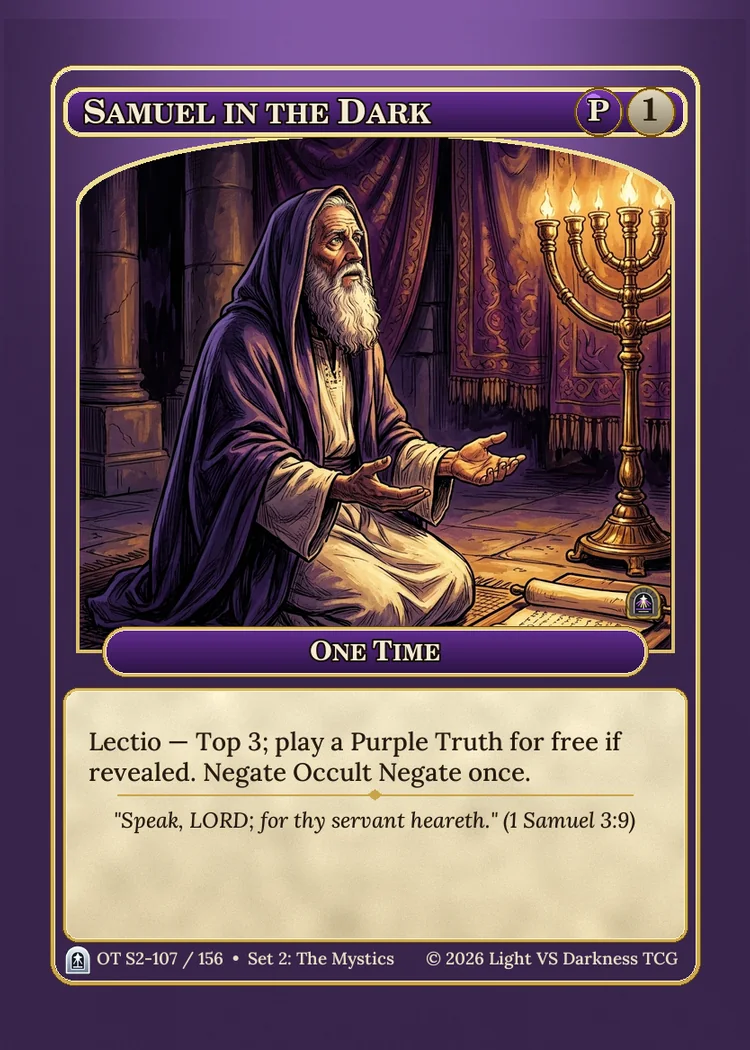 Samuel in the Dark P 1
One Time
Lectio — Top 3; play a Purple Truth for free if
revealed. Negate Occult Negate once.
"Speak, LORD; for thy servant heareth." (1 Samuel 3:9)
OT S2-107 / 156 • Set 2: The Mystics © 2026 Light VS Darkness TCG